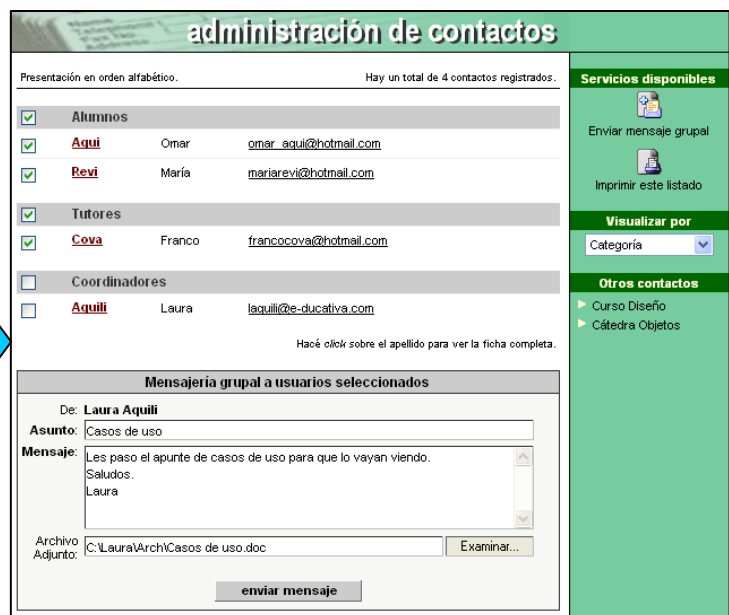 administración de contactos
Presentación en orden alfabético. Hay un total de 4 contactos registrados.
Alumnos
Aqui Omar omar_aqui@hotmail.com
Revi María mariarevi@hotmail.com
Tutores
Cova Franco francocova@hotmail.com
Coordinadores
Aquili Laura laquili@e-ducativa.com
Hacé click sobre el apellido para ver la ficha completa.
Mensajería grupal a usuarios seleccionados
De: Laura Aquili
Asunto: Casos de uso
Mensaje: Les paso el apunte de casos de uso para que lo vayan viendo.
Saludos.
Laura
Archivo
Adjunto: C:\Laura\Arch\Casos de uso.doc Examinar...
enviar mensaje
Servicios disponibles
Enviar mensaje grupal
Imprimir este listado
Visualizar por
Categoría
Otros contactos
Curso Diseño
Cátedra Objetos